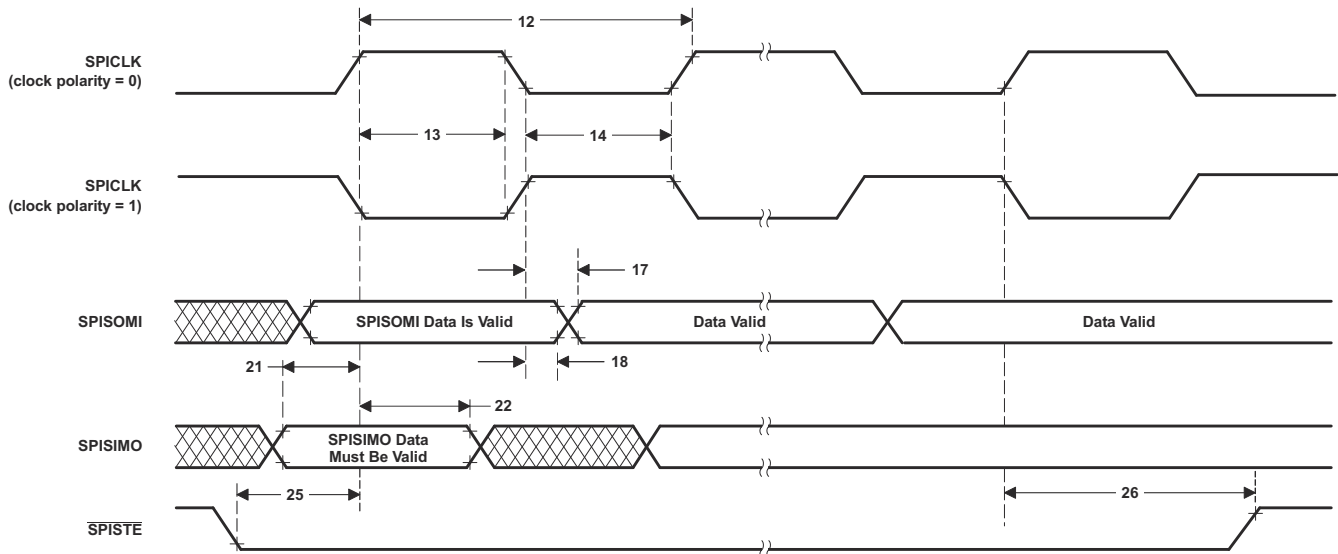 12
SPICLK
(clock polarity = 0)
13
14
SPICLK
(clock polarity = 1)
17
SPISOMI
SPISOMI Data Is Valid
Data Valid
Data Valid
18
21
22
SPISIMO
SPISIMO Data
Must Be Valid
25
26
SPISTE